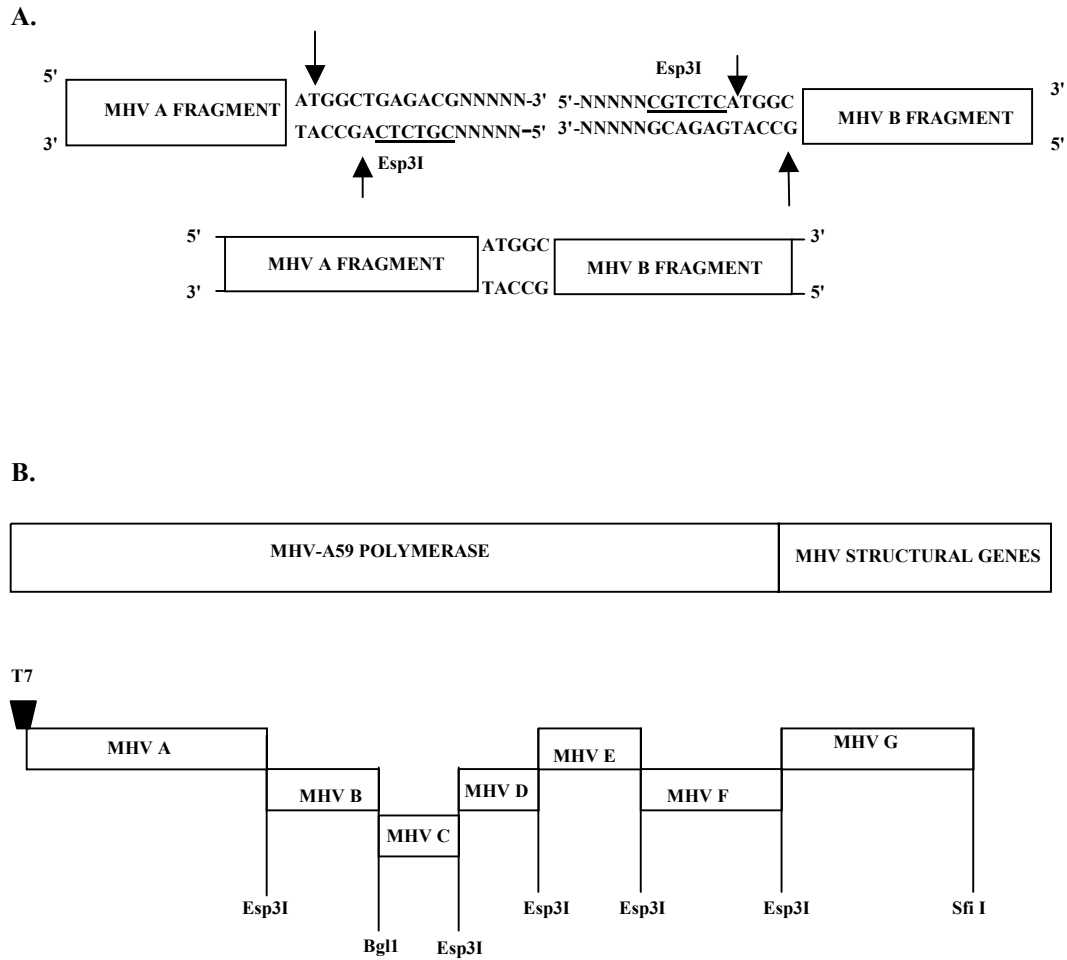 A.
Esp3I
5'
MHV A FRAGMENT
ATGGCTGAGACGNNNNN-3'
5'-NNNNNCGTCTCATGGC
MHV B FRAGMENT
3'
3'
TACCGACTCTGCNNNNN-5'
3'-NNNNNGCAGAGTACCG
5'
Esp3I
5'
MHV A FRAGMENT
ATGGC
MHV B FRAGMENT
3'
3'
TACCG
5'
B.
MHV-A59 POLYMERASE
MHV STRUCTURAL GENES
T7
MHV A
MHV B
MHV C
MHV D
MHV E
MHV F
MHV G
Esp3I
Bgl1
Esp3I
Esp3I
Esp3I
Esp3I
Sfi I